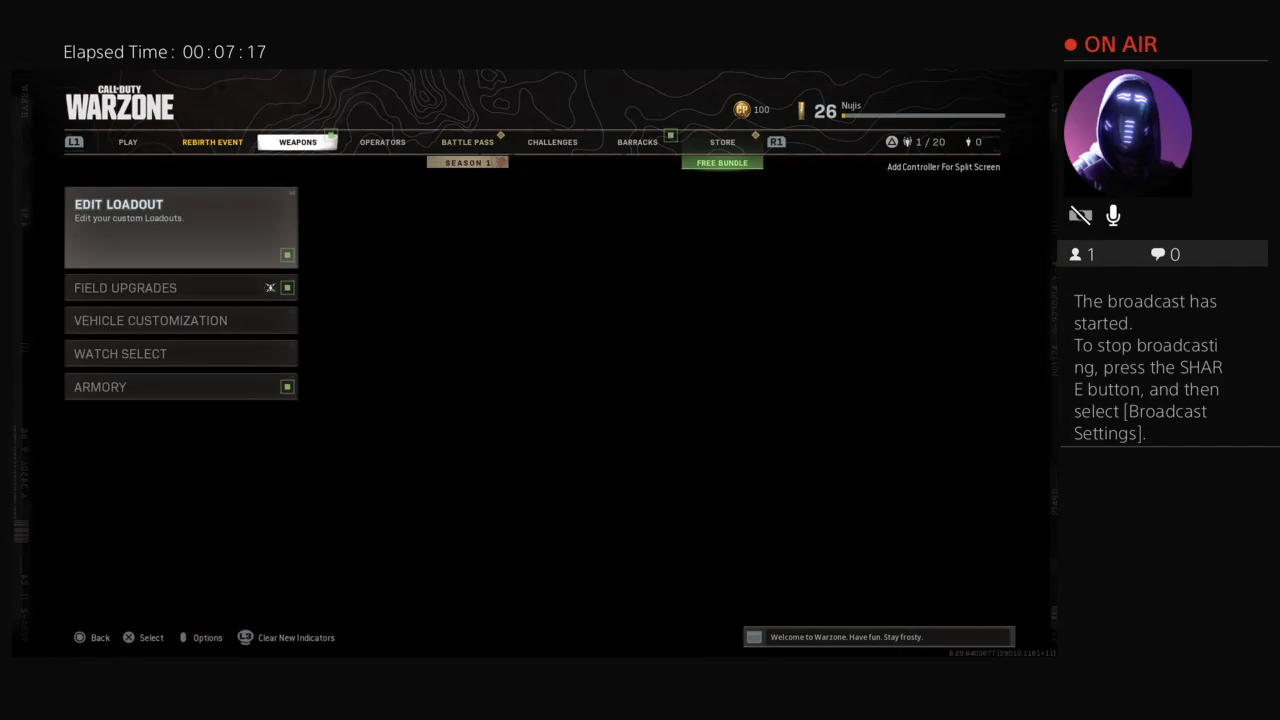 Elapsed Time: 00:07:17
ON AIR
CALL OF DUTY
WARZONE
CP 100
26 Nujis
L1 PLAY REBIRTH EVENT WEAPONS OPERATORS BATTLE PASS CHALLENGES BARRACKS STORE R1 1 / 20 0
SEASON 1 FREE BUNDLE
Add Controller For Split Screen
EDIT LOADOUT
Edit your custom Loadouts.
FIELD UPGRADES
VEHICLE CUSTOMIZATION
WATCH SELECT
ARMORY
1 0
The broadcast has
started.
To stop broadcasti
ng, press the SHAR
E button, and then
select [Broadcast
Settings].
Back Select Options L3 Clear New Indicators
Welcome to Warzone. Have fun. Stay frosty.